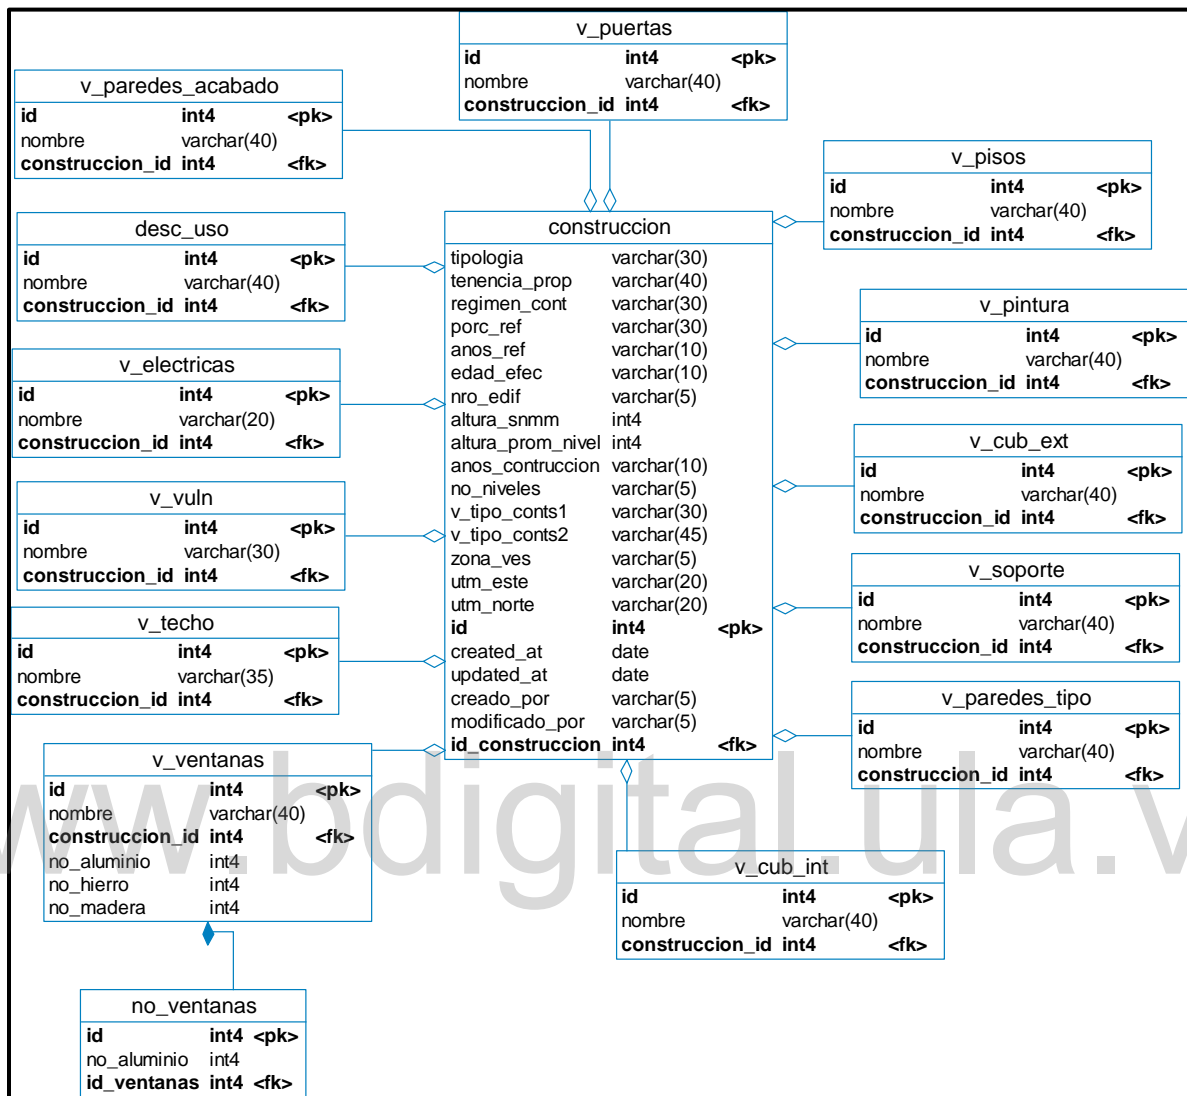 v_puertas
id int4 <pk>
nombre varchar(40)
construccion_id int4 <fk>
v_paredes_acabado
id int4 <pk>
nombre varchar(40)
construccion_id int4 <fk>
v_pisos
id int4 <pk>
nombre varchar(40)
construccion_id int4 <fk>
desc_uso
id int4 <pk>
nombre varchar(40)
construccion_id int4 <fk>
construccion
tipologia varchar(30)
tenencia_prop varchar(40)
regimen_cont varchar(30)
porc_ref varchar(30)
anos_ref varchar(10)
edad_efec varchar(10)
nro_edif varchar(5)
altura_snmm int4
altura_prom_nivel int4
anos_contruccion varchar(10)
no_niveles varchar(5)
v_tipo_conts1 varchar(30)
v_tipo_conts2 varchar(45)
zona_ves varchar(5)
utm_este varchar(20)
utm_norte varchar(20)
id int4 <pk>
created_at date
updated_at date
creado_por varchar(5)
modificado_por varchar(5)
id_construccion int4 <fk>
v_pintura
id int4 <pk>
nombre varchar(40)
construccion_id int4 <fk>
v_electricas
id int4 <pk>
nombre varchar(20)
construccion_id int4 <fk>
v_cub_ext
id int4 <pk>
nombre varchar(40)
construccion_id int4 <fk>
v_vuln
id int4 <pk>
nombre varchar(30)
construccion_id int4 <fk>
v_soporte
id int4 <pk>
nombre varchar(40)
construccion_id int4 <fk>
v_techo
id int4 <pk>
nombre varchar(35)
construccion_id int4 <fk>
v_paredes_tipo
id int4 <pk>
nombre varchar(40)
construccion_id int4 <fk>
v_ventanas
id int4 <pk>
nombre varchar(40)
construccion_id int4 <fk>
no_aluminio int4
no_hierro int4
no_madera int4
v_cub_int
id int4 <pk>
nombre varchar(40)
construccion_id int4 <fk>
no_ventanas
id int4 <pk>
no_aluminio int4
id_ventanas int4 <fk>
www.bdigital.ula.v